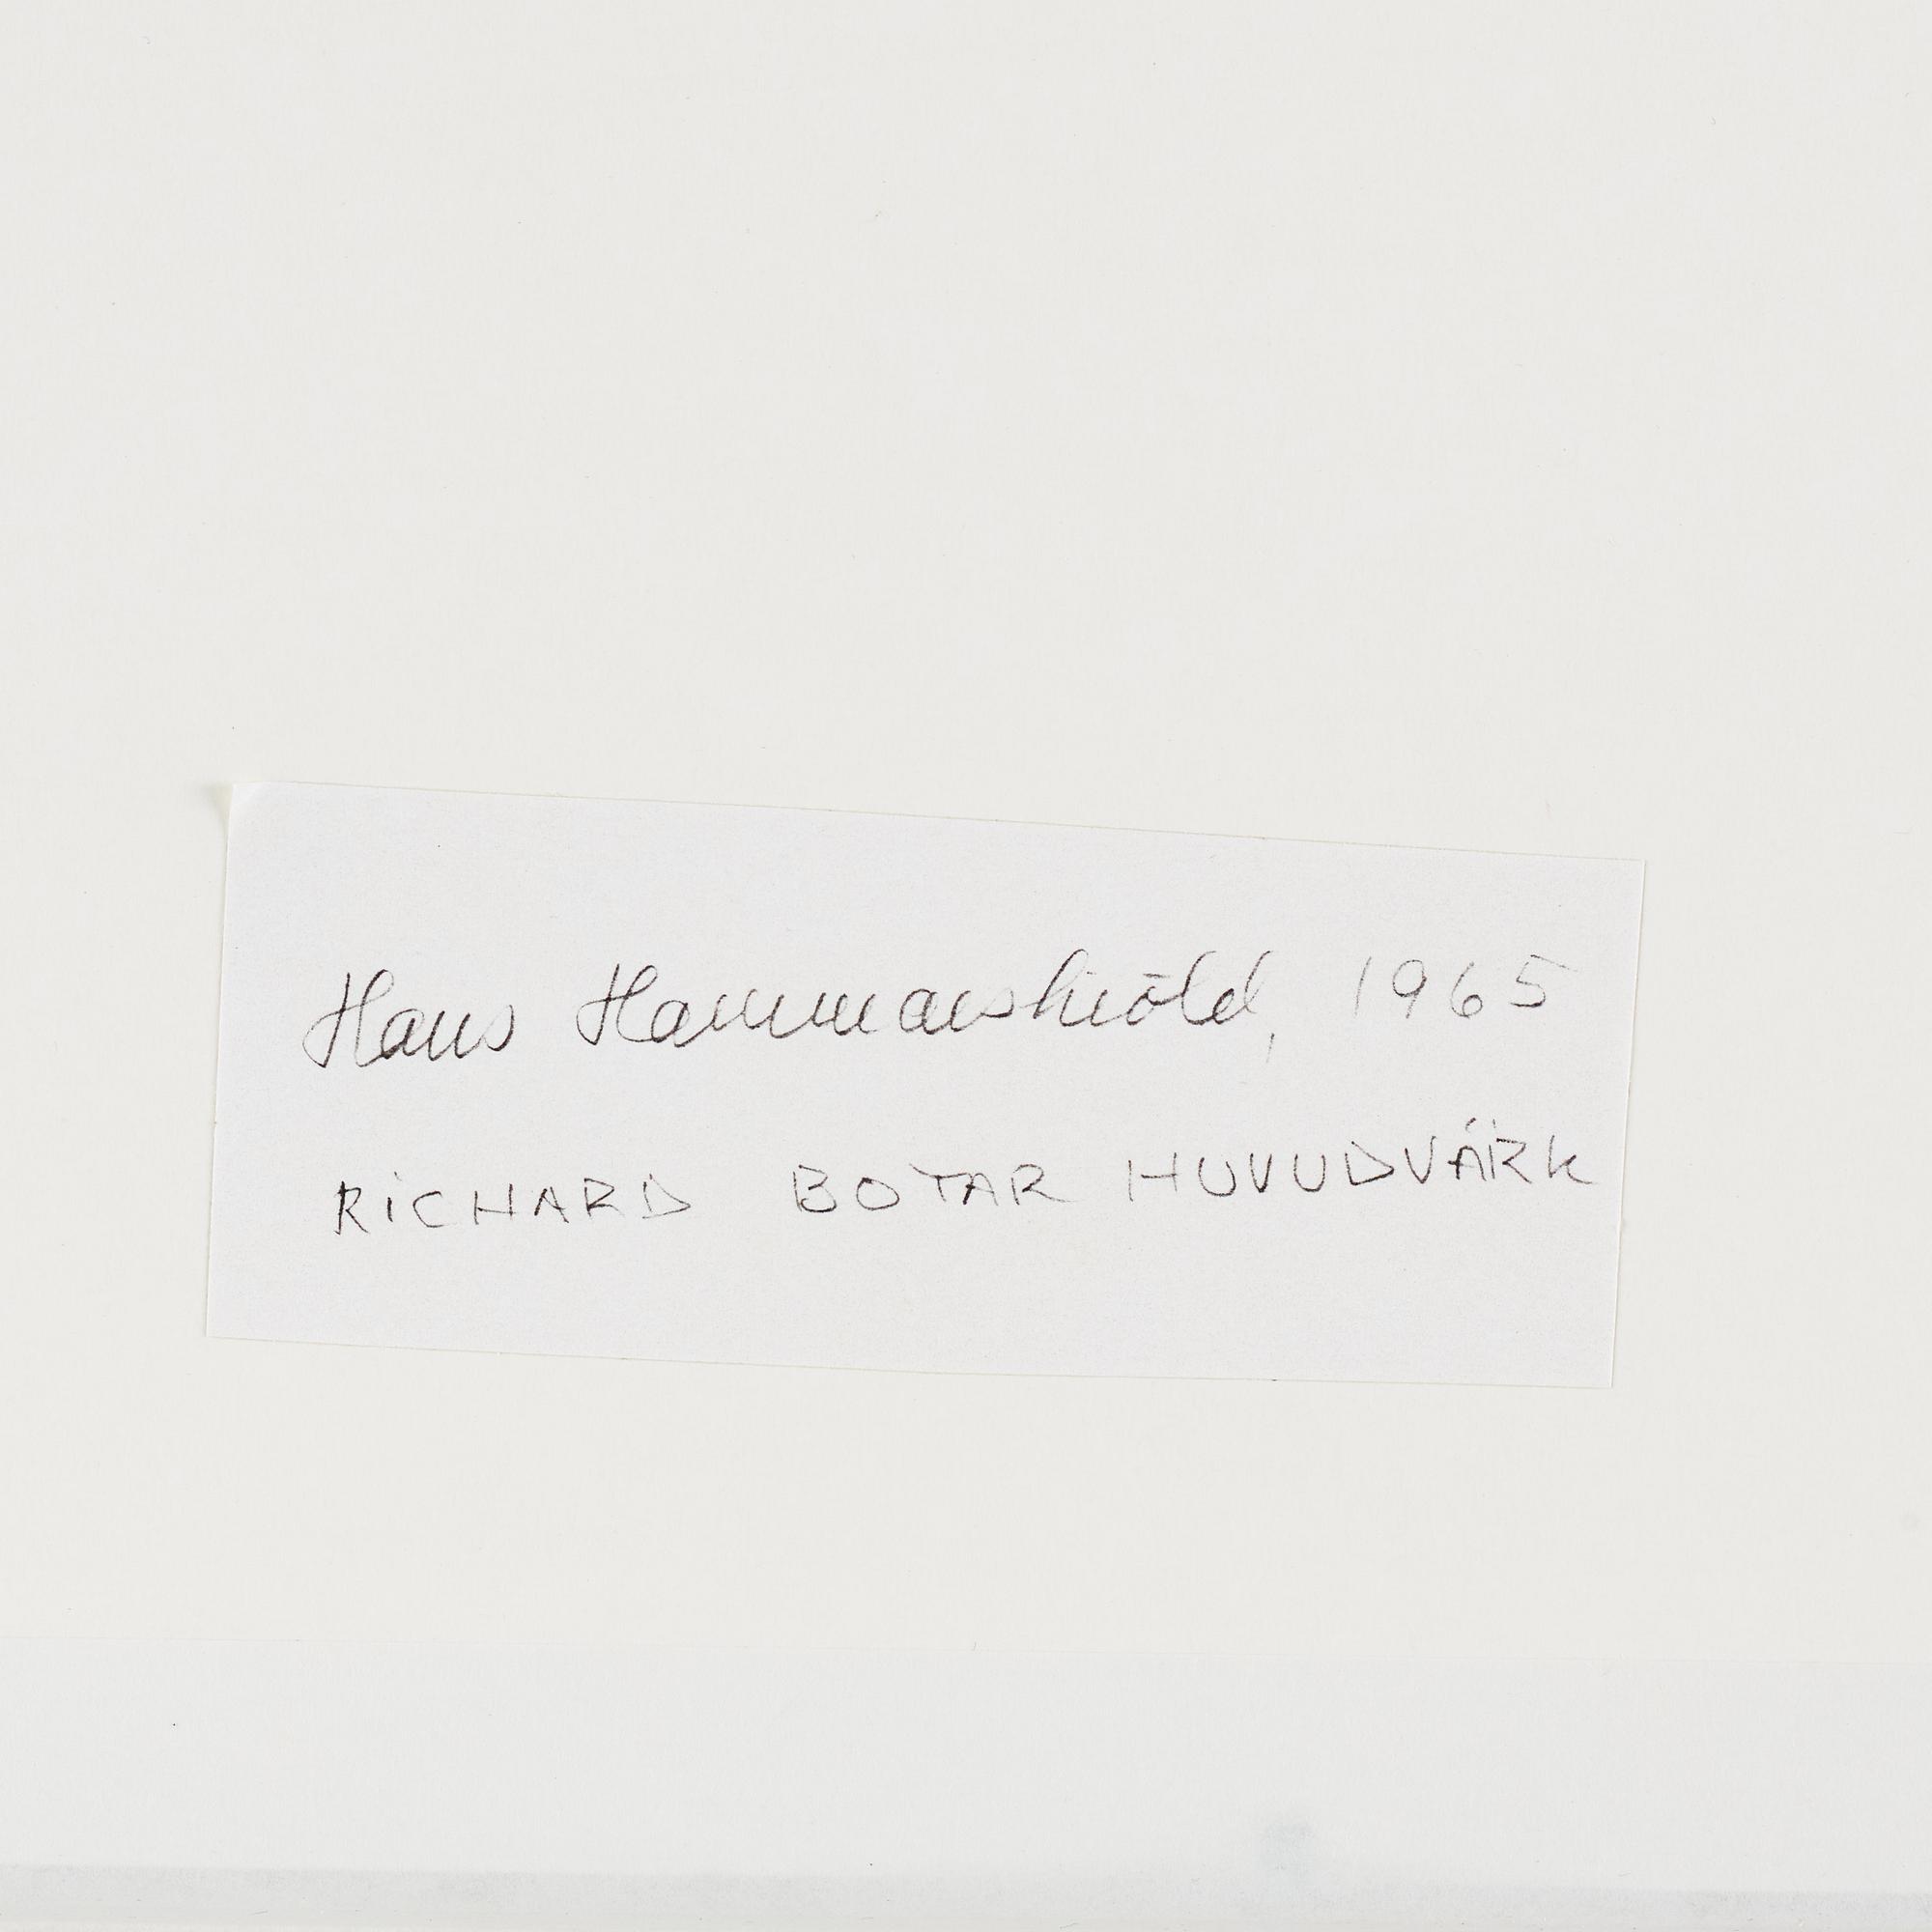 Hans Hammarskiöld, 1965
RICHARD BOTAR HUVUDVÄRK